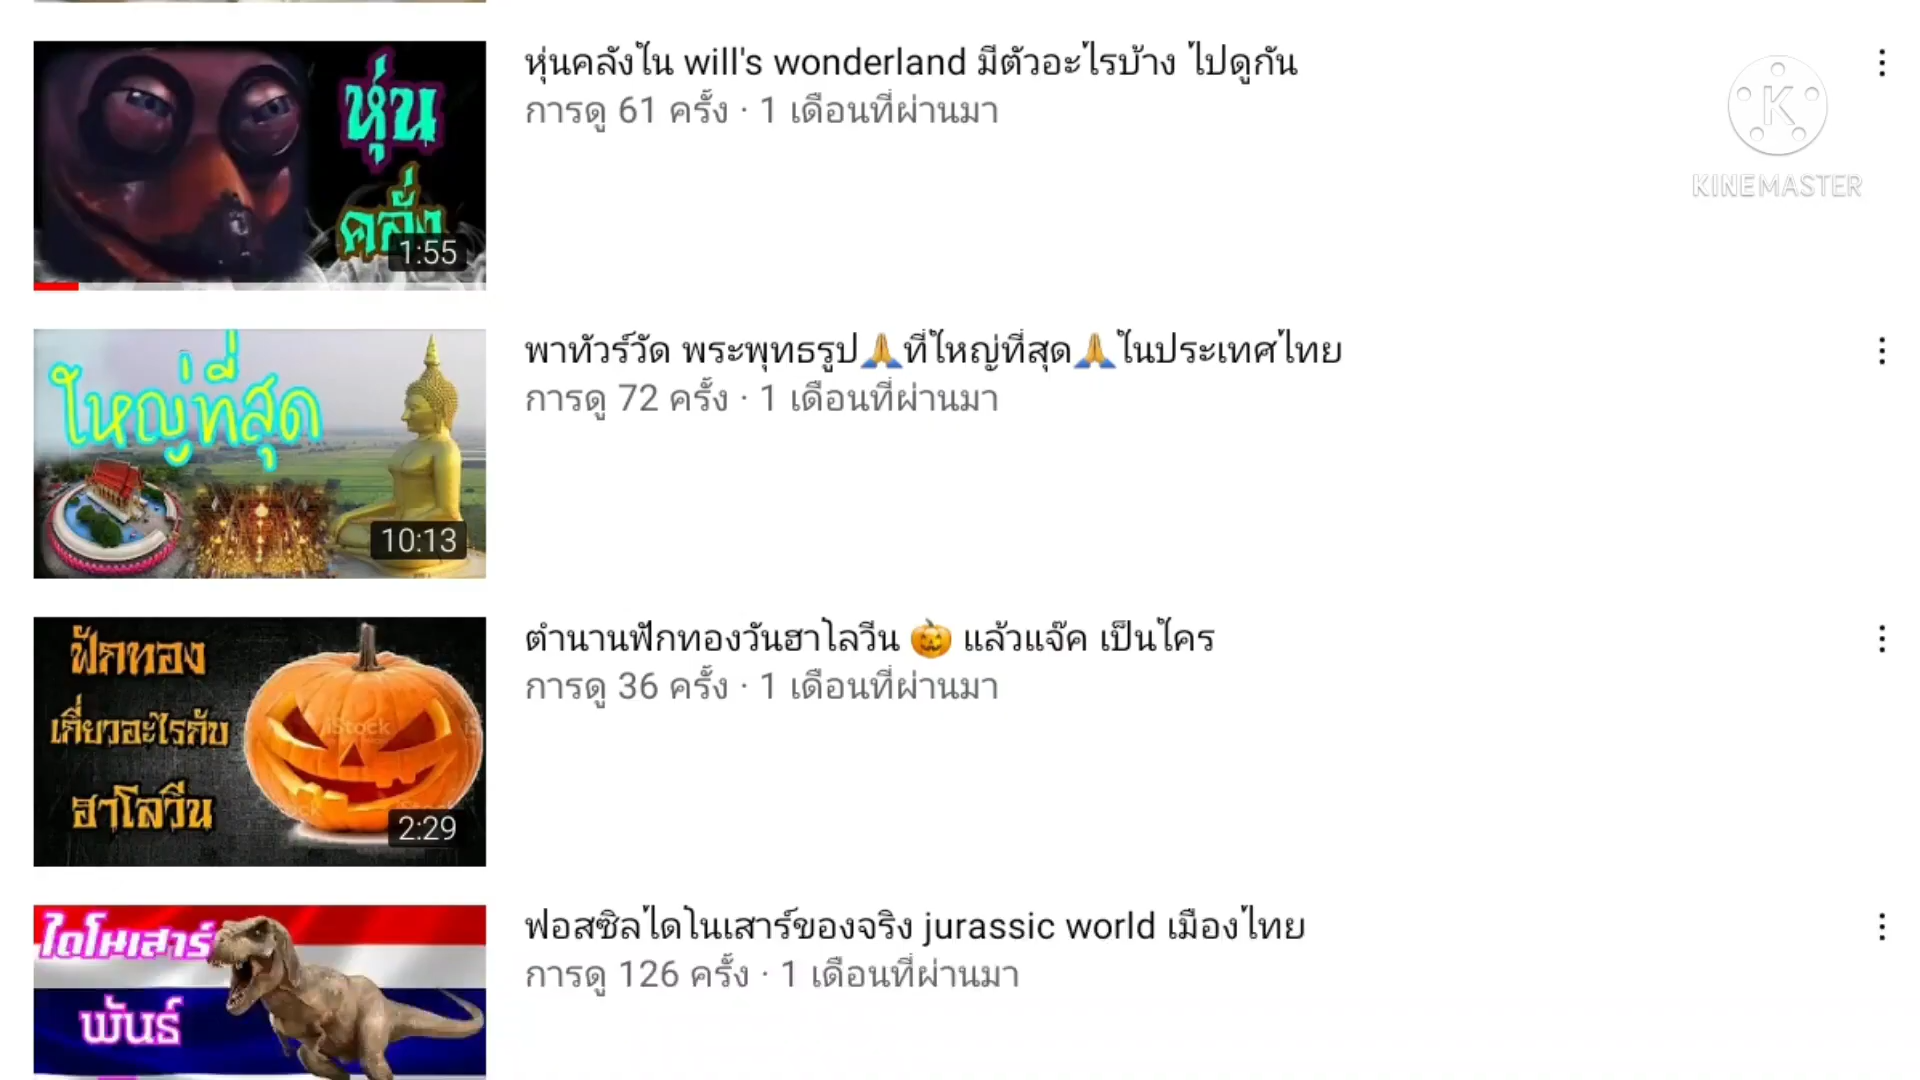 หุ่น
คลั่ง
1:55
หุ่นคลังใน will's wonderland มีตัวอะไรบ้าง ไปดูกัน
การดู 61 ครั้ง · 1 เดือนที่ผ่านมา
KINEMASTER
ใหญ่ที่สุด
10:13
พาทัวร์วัด พระพุทธรูป🙏ที่ใหญ่ที่สุด🙏ในประเทศไทย
การดู 72 ครั้ง · 1 เดือนที่ผ่านมา
ฟักทอง
เกี่ยวอะไรกับ
ฮาโลวีน
iStock
2:29
ตำนานฟักทองวันฮาโลวีน 🎃 แล้วแจ๊ค เป็นใคร
การดู 36 ครั้ง · 1 เดือนที่ผ่านมา
ไดโนเสาร์
พันธ์
ฟอสซิลไดโนเสาร์ของจริง jurassic world เมืองไทย
การดู 126 ครั้ง · 1 เดือนที่ผ่านมา